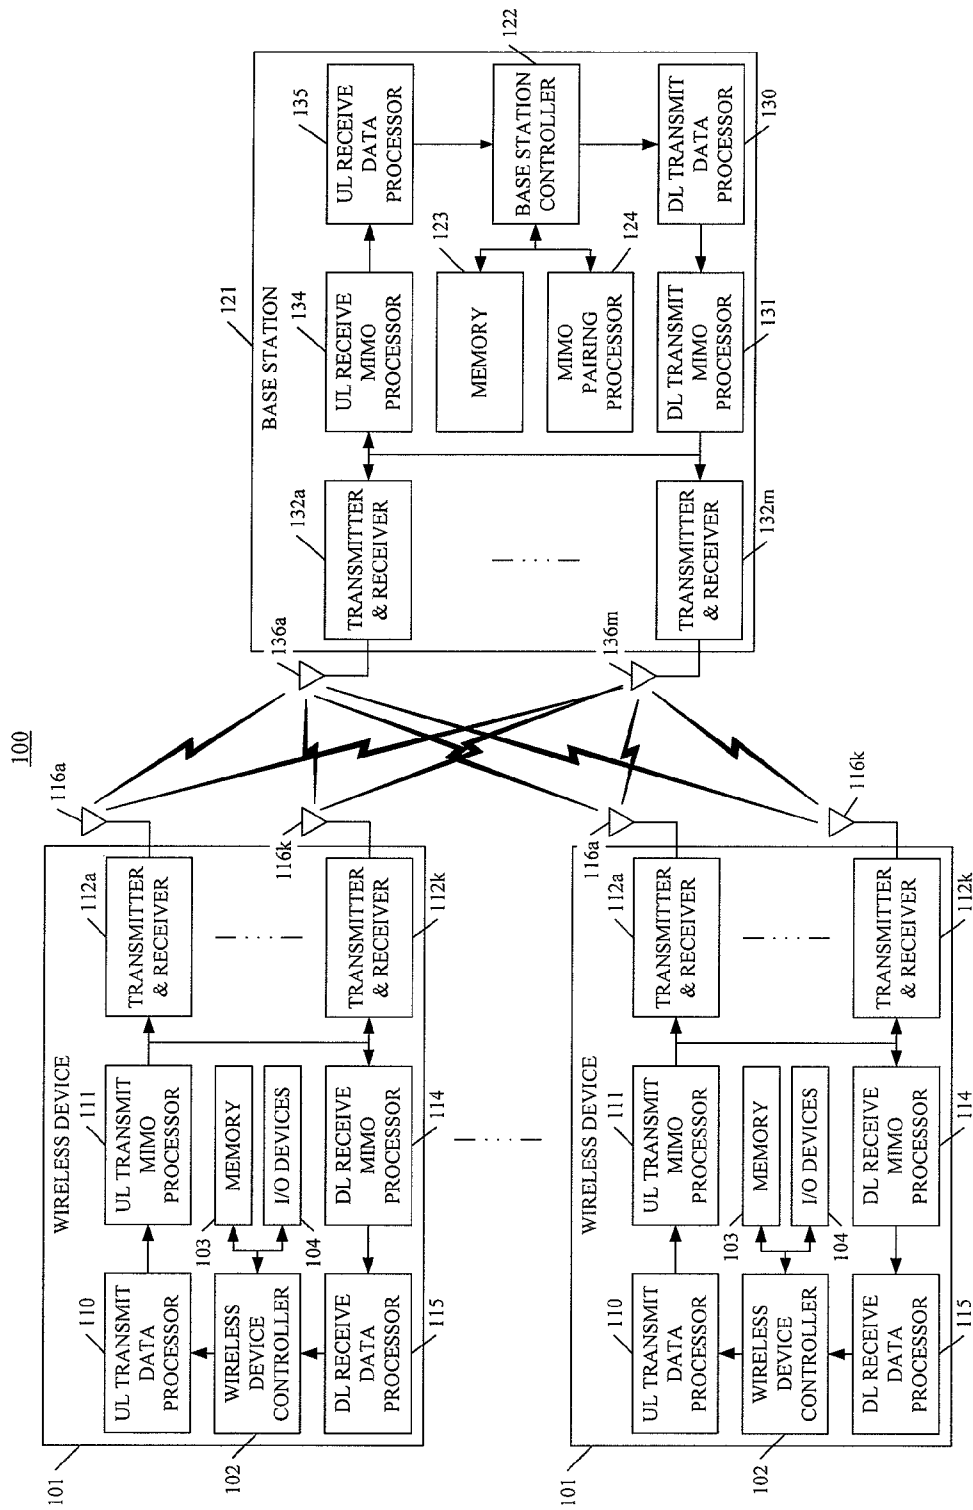 100
101
WIRELESS DEVICE
110
UL TRANSMIT
DATA
PROCESSOR
111
UL TRANSMIT
MIMO
PROCESSOR
112a
TRANSMITTER
& RECEIVER
116a
102
WIRELESS
DEVICE
CONTROLLER
103
MEMORY
I/O DEVICES
104
116k
DL RECEIVE
DATA
PROCESSOR
115
DL RECEIVE
MIMO
PROCESSOR
114
TRANSMITTER
& RECEIVER
112k
101
WIRELESS DEVICE
110
UL TRANSMIT
DATA
PROCESSOR
111
UL TRANSMIT
MIMO
PROCESSOR
112a
TRANSMITTER
& RECEIVER
116a
102
WIRELESS
DEVICE
CONTROLLER
103
MEMORY
I/O DEVICES
104
DL RECEIVE
DATA
PROCESSOR
115
DL RECEIVE
MIMO
PROCESSOR
114
TRANSMITTER
& RECEIVER
112k
116k
121
BASE STATION
136a
132a
TRANSMITTER
& RECEIVER
134
UL RECEIVE
MIMO
PROCESSOR
135
UL RECEIVE
DATA
PROCESSOR
123
MEMORY
122
BASE STATION
CONTROLLER
124
MIMO
PAIRING
PROCESSOR
136m
TRANSMITTER
& RECEIVER
132m
DL TRANSMIT
MIMO
PROCESSOR
131
DL TRANSMIT
DATA
PROCESSOR
130